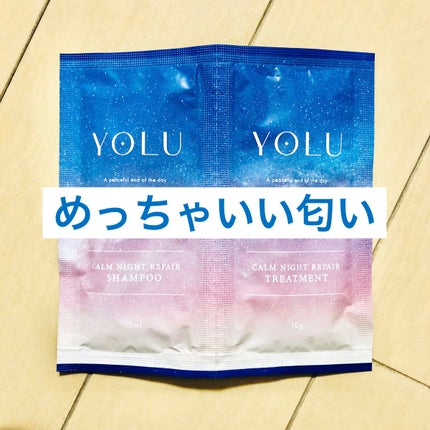 YOLU
A peaceful end of the day
YOLU
A peaceful end of the day
めっちゃいい匂い
CALM NIGHT REPAIR
SHAMPOO
10mL
CALM NIGHT REPAIR
TREATMENT
10g